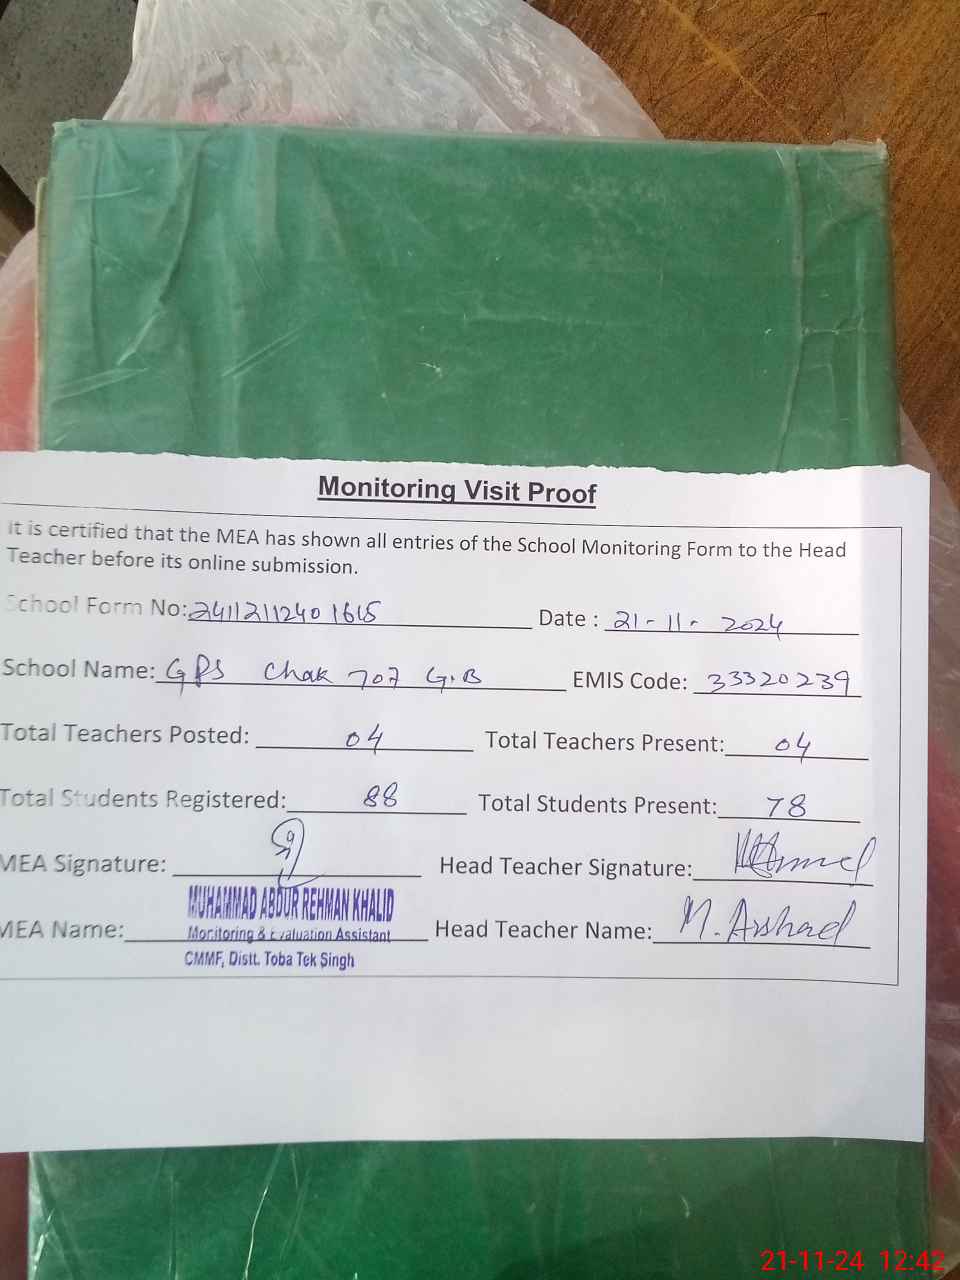 Monitoring Visit Proof
It is certified that the MEA has shown all entries of the School Monitoring Form to the Head
Teacher before its online submission.
School Form No: 24112112401615 Date : 21-11-2024
School Name: GPS Chak 707 G.B EMIS Code: 33320239
Total Teachers Posted: 04 Total Teachers Present: 04
Total Students Registered: 88 Total Students Present: 78
MEA Signature: Head Teacher Signature:
MEA Name: MUHAMMAD ABDUR REHMAN KHALID Head Teacher Name: M. Arshad
Monitoring & Evaluation Assistant
CMMF, Distt. Toba Tek Singh
21-11-24 12:42